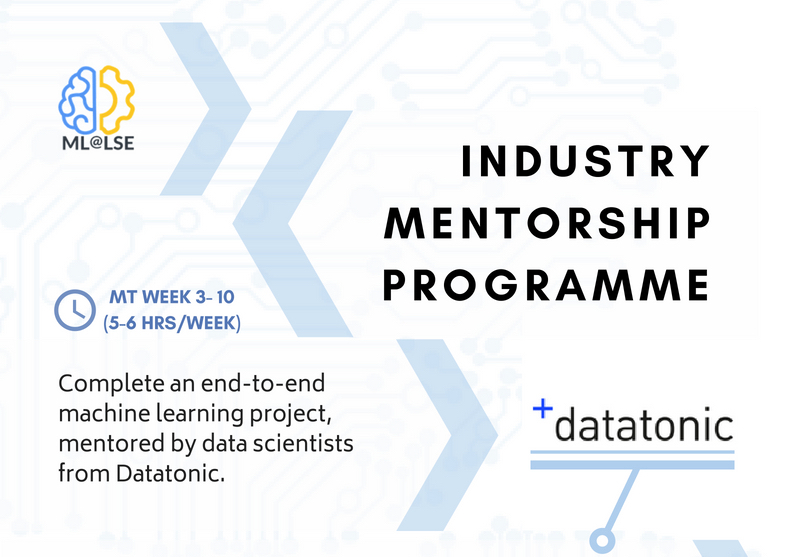 ML@LSE
INDUSTRY
MENTORSHIP
PROGRAMME
MT WEEK 3- 10
(5-6 HRS/WEEK)
Complete an end-to-end
machine learning project,
mentored by data scientists
from Datatonic.
+datatonic